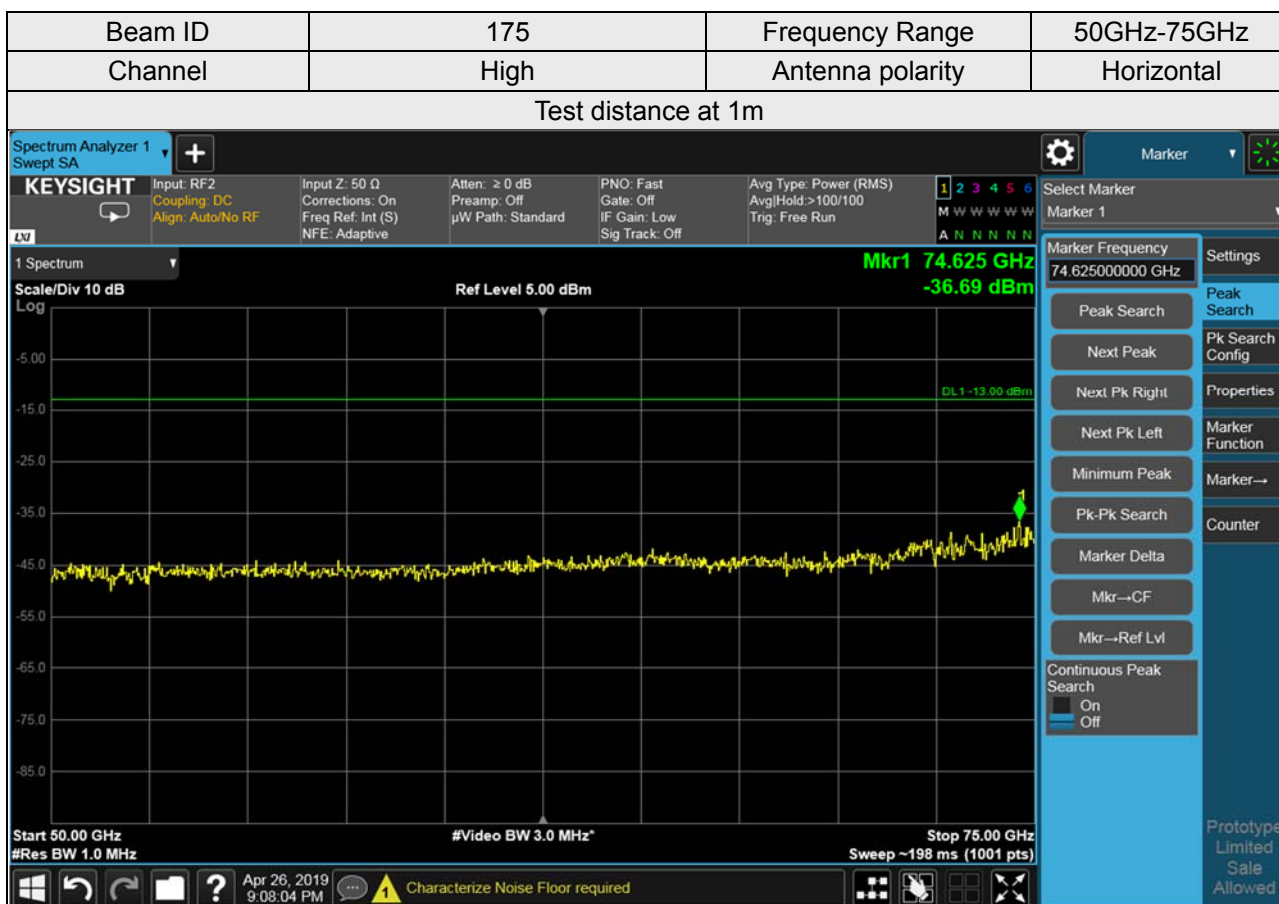 Beam ID 175 Frequency Range 50GHz-75GHz
Channel High Antenna polarity Horizontal
Test distance at 1m
Spectrum Analyzer 1
Swept SA
Marker
KEYSIGHT
LXI
Input: RF2
Coupling: DC
Align: Auto/No RF
Input Z: 50 Ω
Corrections: On
Freq Ref: Int (S)
NFE: Adaptive
Atten: ≥ 0 dB
Preamp: Off
µW Path: Standard
PNO: Fast
Gate: Off
IF Gain: Low
Sig Track: Off
Avg Type: Power (RMS)
Avg|Hold:>100/100
Trig: Free Run
1 2 3 4 5 6
M W W W W W
A N N N N N
Select Marker
Marker 1
1 Spectrum
Scale/Div 10 dB
Log
Ref Level 5.00 dBm
Mkr1 74.625 GHz
-36.69 dBm
DL1 -13.00 dBm
1
-5.00
-15.0
-25.0
-35.0
-45.0
-55.0
-65.0
-75.0
-85.0
Start 50.00 GHz
#Res BW 1.0 MHz
#Video BW 3.0 MHz*
Stop 75.00 GHz
Sweep ~198 ms (1001 pts)
Marker Frequency
74.625000000 GHz
Peak Search
Next Peak
Next Pk Right
Next Pk Left
Minimum Peak
Pk-Pk Search
Marker Delta
Mkr→CF
Mkr→Ref Lvl
Continuous Peak
Search
On
Off
Settings
Peak
Search
Pk Search
Config
Properties
Marker
Function
Marker→
Counter
Prototype
Limited
Sale
Allowed
?
Apr 26, 2019
9:08:04 PM
1
Characterize Noise Floor required